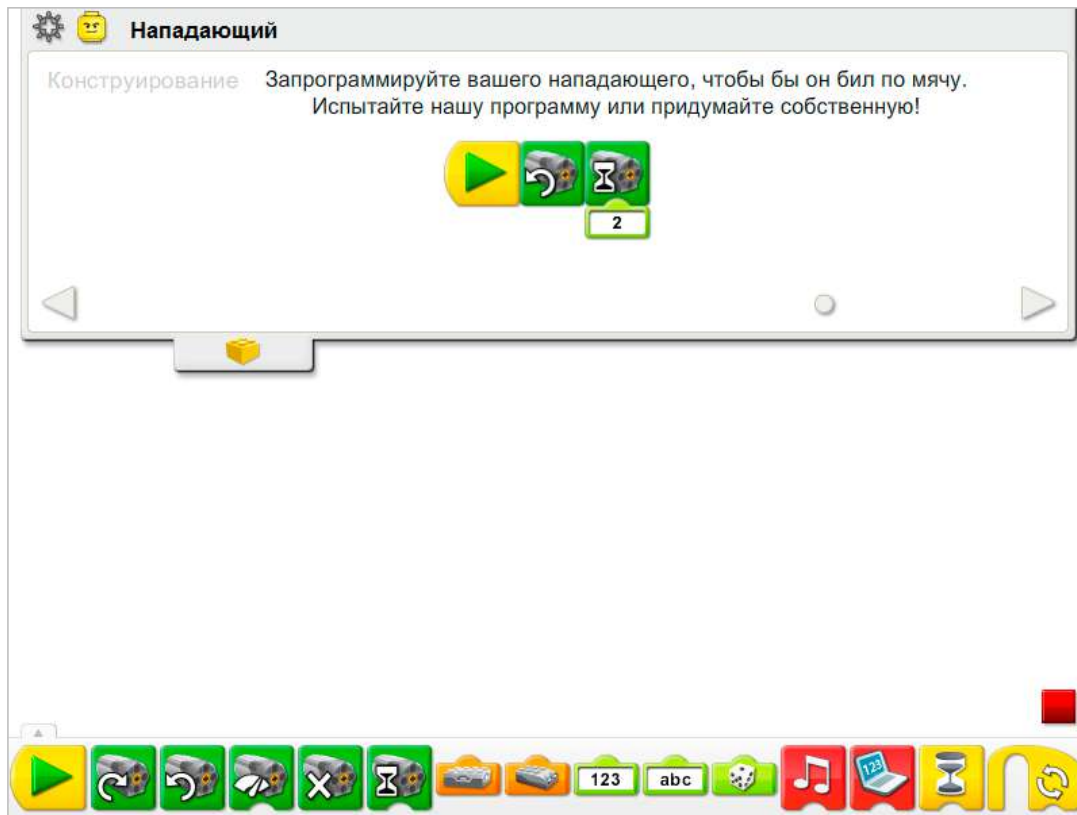 Нападающий
Конструирование
Запрограммируйте вашего нападающего, чтобы бы он бил по мячу.
Испытайте нашу программу или придумайте собственную!
2
123
abc
123